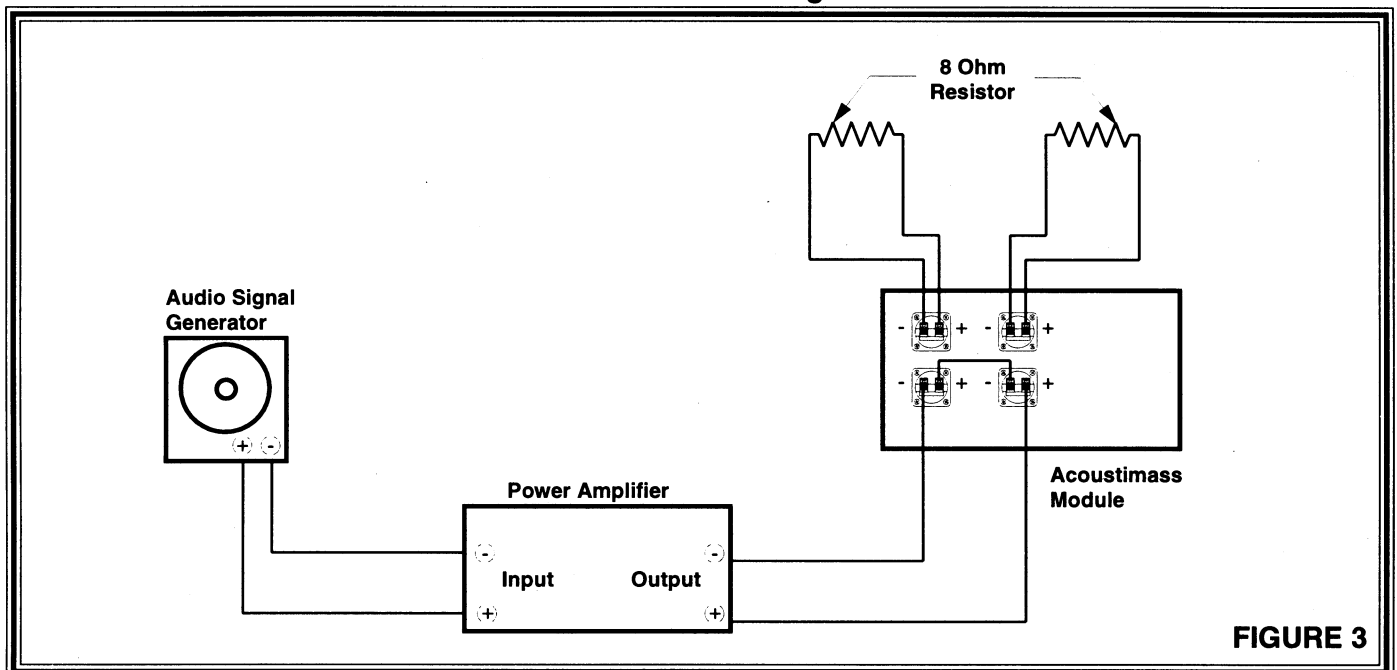 8 Ohm
Resistor
Audio Signal
Generator
+ -
- + - +
- + - +
Acoustimass
Module
Power Amplifier
- -
Input Output
+ +
FIGURE 3